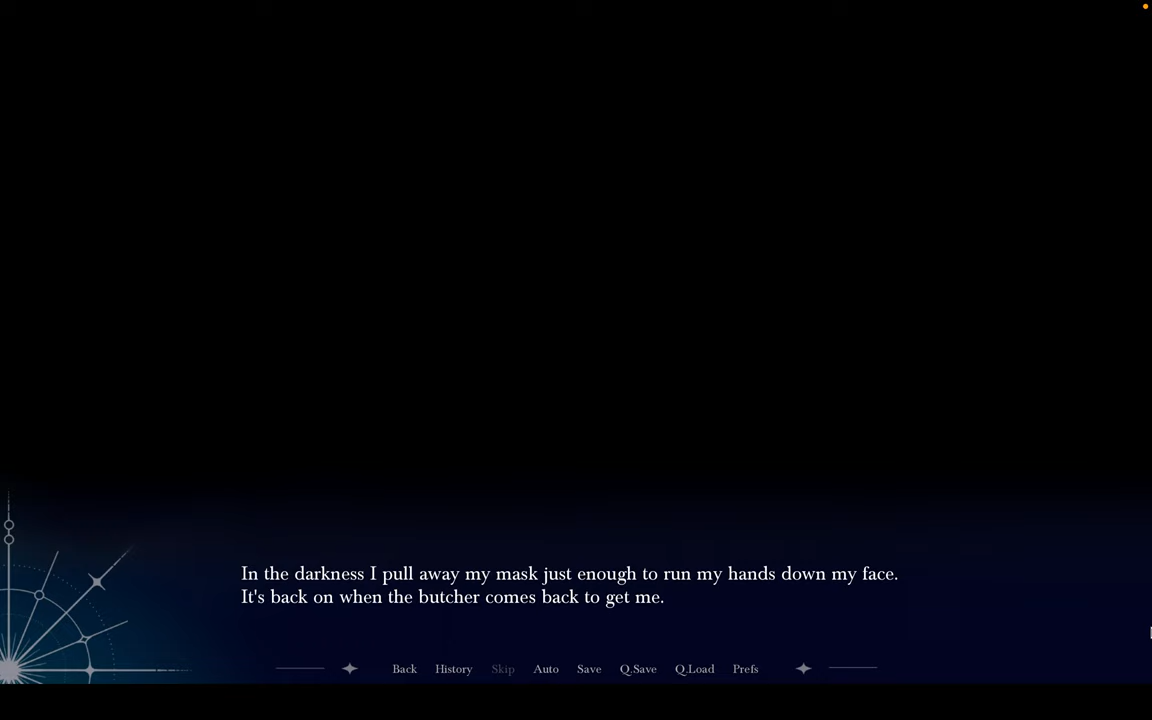 In the darkness I pull away my mask just enough to run my hands down my face.
It's back on when the butcher comes back to get me.
Back History Skip Auto Save Q.Save Q.Load Prefs